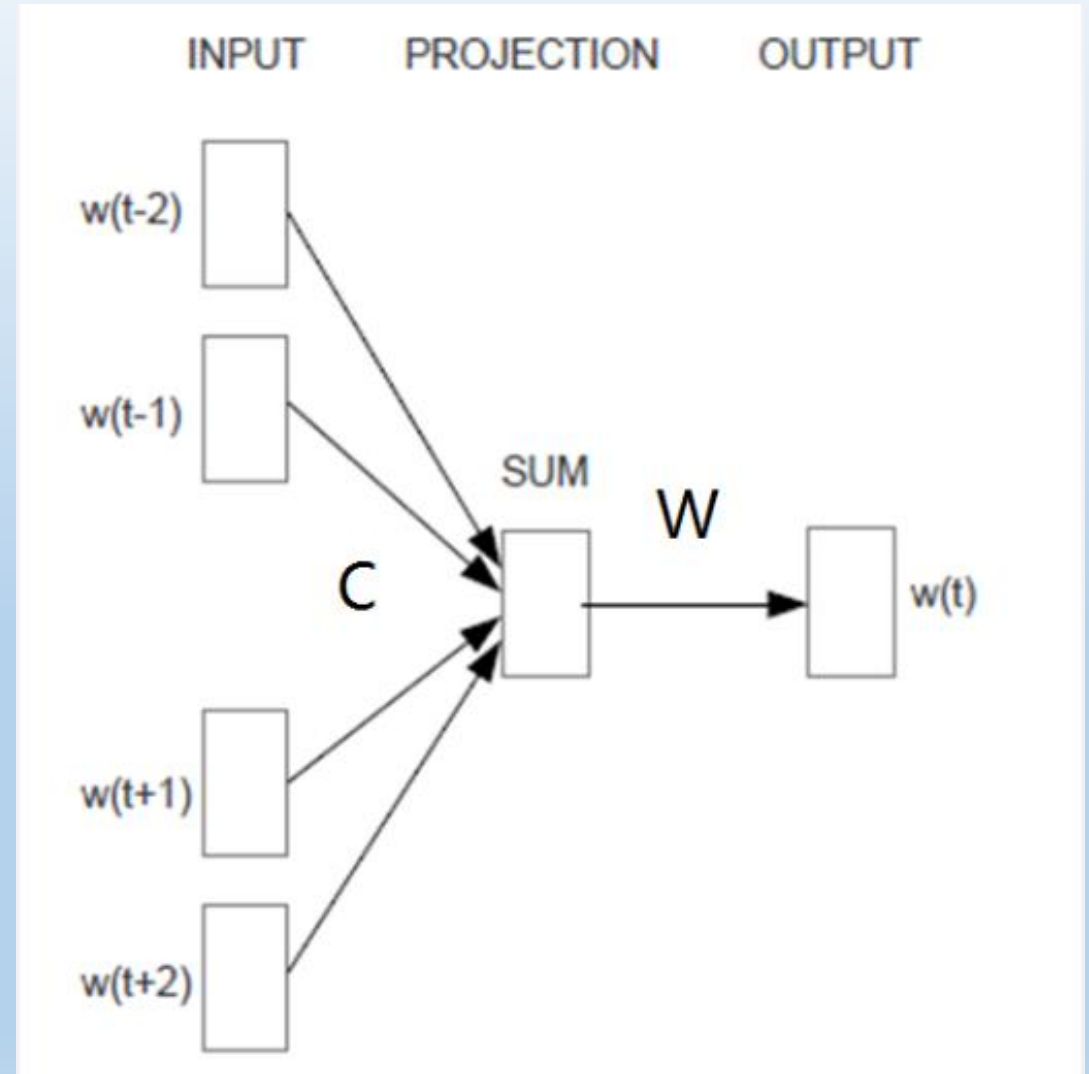 INPUT PROJECTION OUTPUT
w(t-2)
w(t-1)
SUM
W
C
w(t)
w(t+1)
w(t+2)